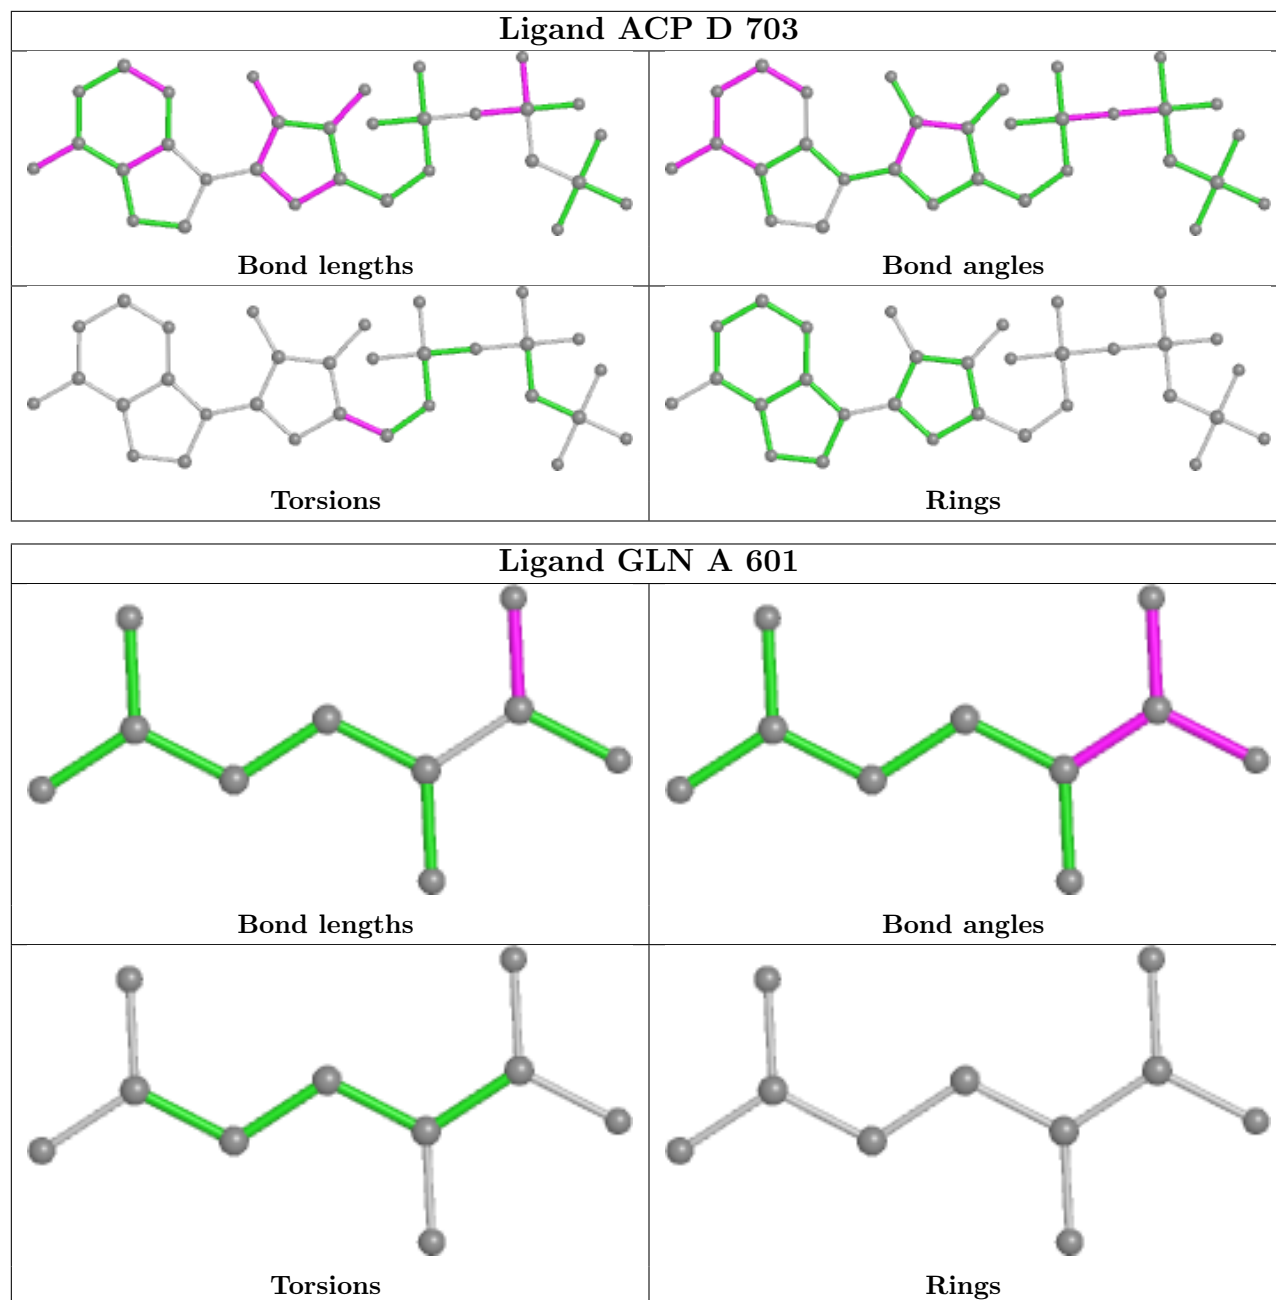 Ligand ACP D 703
Bond lengths
Bond angles
Torsions
Rings
Ligand GLN A 601
Bond lengths
Bond angles
Torsions
Rings